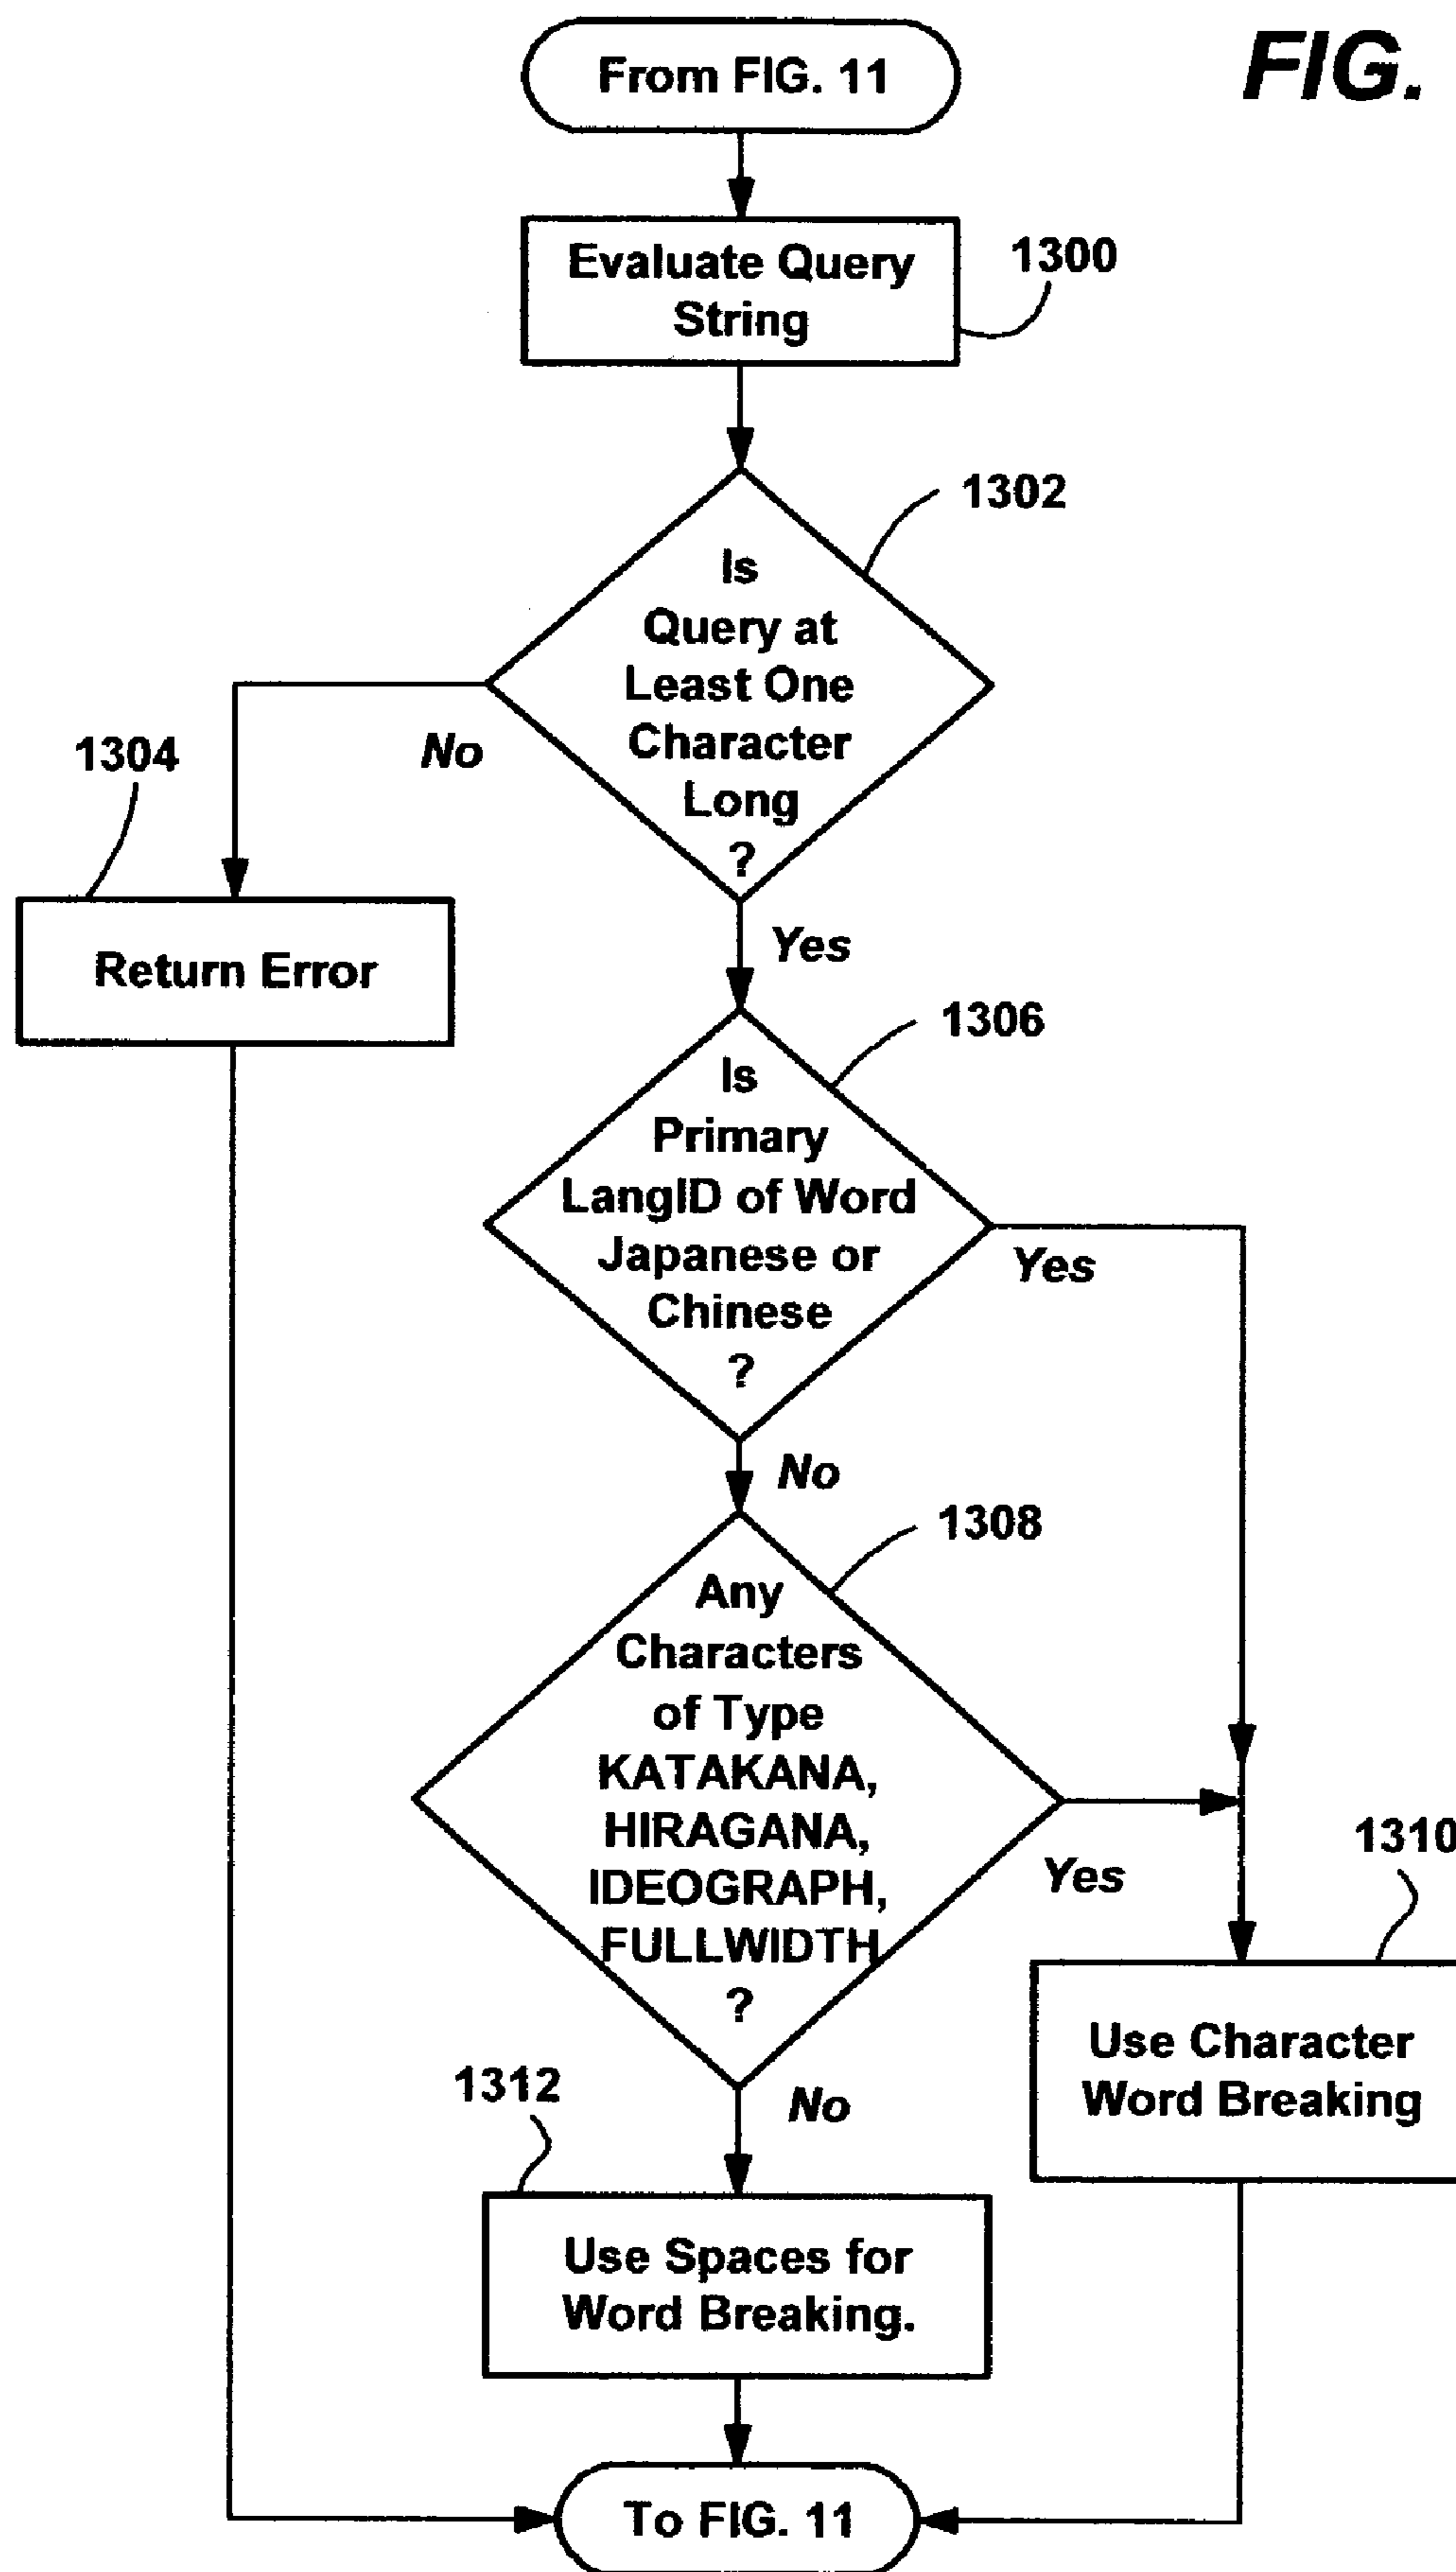 From FIG. 11
FIG.
Evaluate Query
String
1300
1302
Is
Query at
Least One
Character
Long
?
No
1304
Return Error
Yes
1306
Is
Primary
LangID of Word
Japanese or
Chinese
?
Yes
No
1308
Any
Characters
of Type
KATAKANA,
HIRAGANA,
IDEOGRAPH,
FULLWIDTH
?
Yes
1310
Use Character
Word Breaking
No
1312
Use Spaces for
Word Breaking.
To FIG. 11